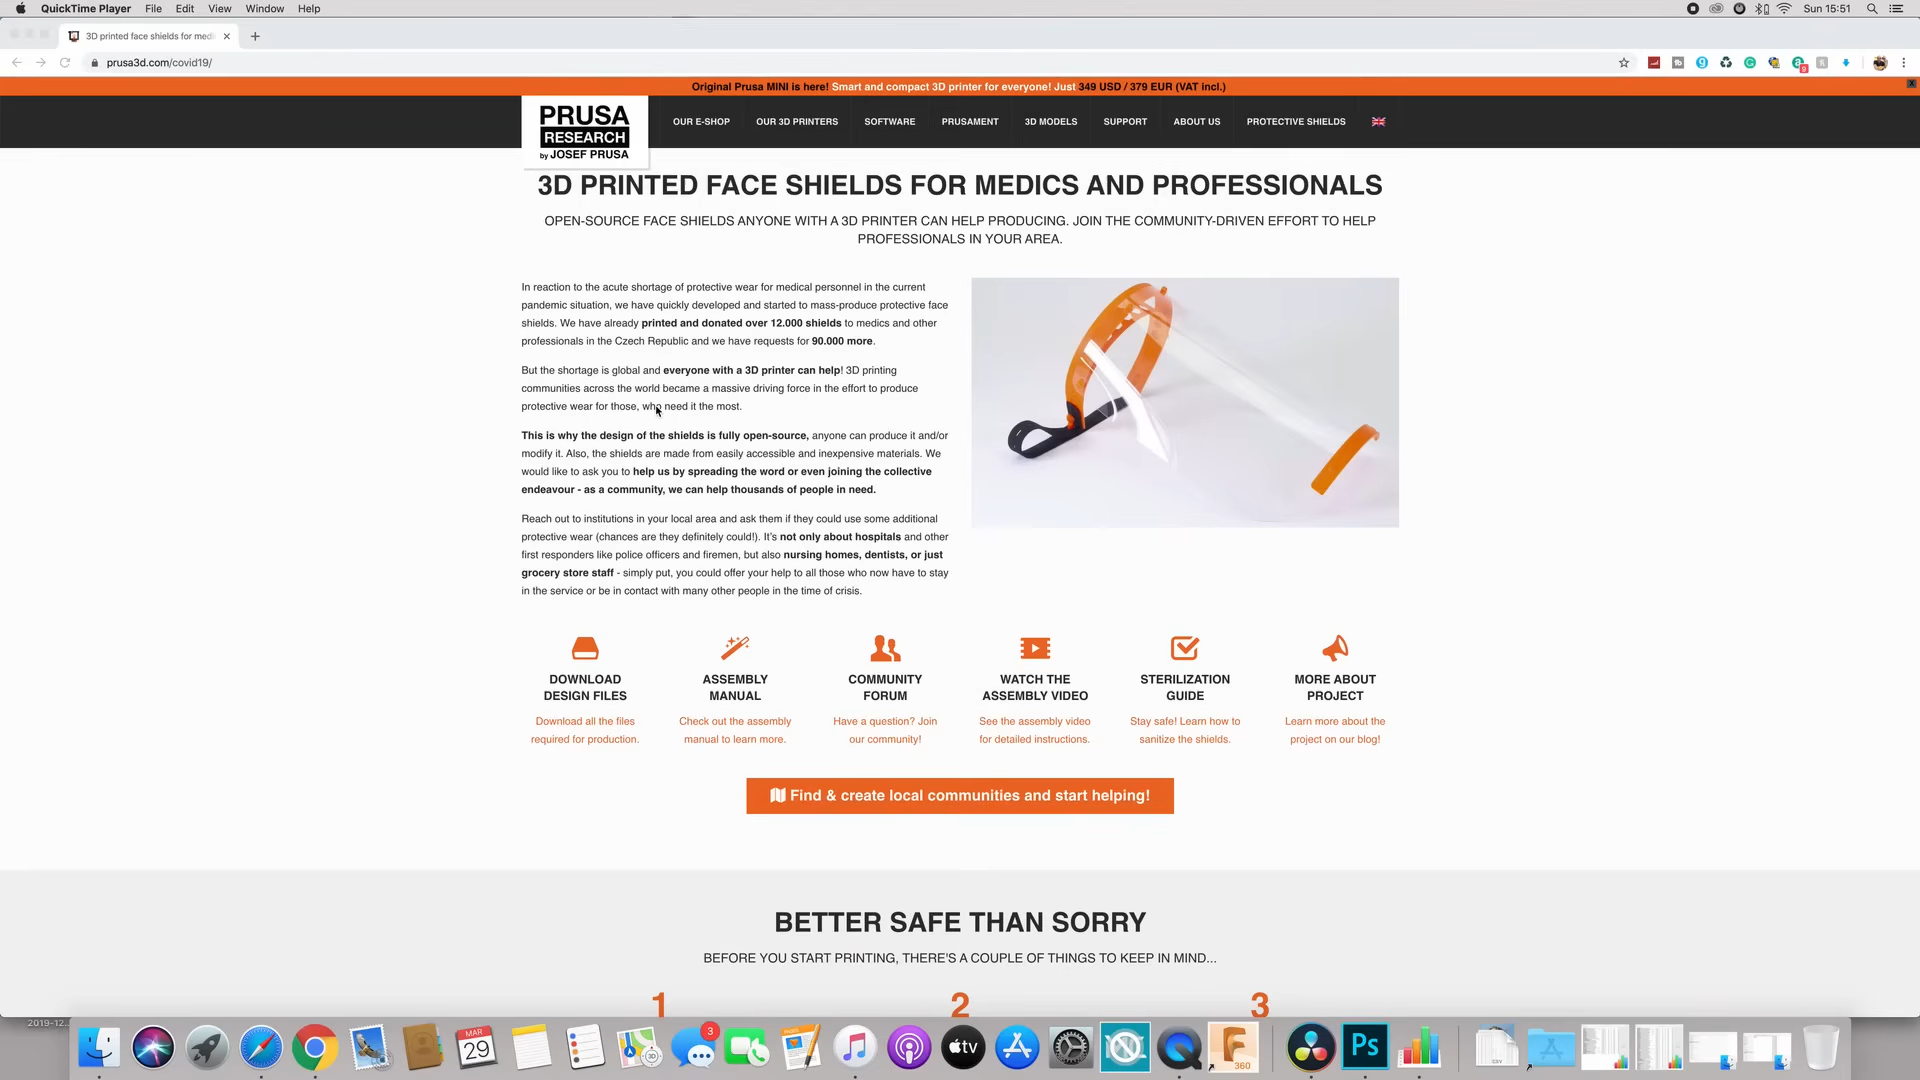 QuickTime Player File Edit View Window Help
Sun 15:51
3D printed face shields for medi
prusa3d.com/covid19/
Original Prusa MINI is here! Smart and compact 3D printer for everyone! Just 349 USD / 379 EUR (VAT incl.)
PRUSA
RESEARCH
by JOSEF PRUSA
OUR E-SHOP OUR 3D PRINTERS SOFTWARE PRUSAMENT 3D MODELS SUPPORT ABOUT US PROTECTIVE SHIELDS
3D PRINTED FACE SHIELDS FOR MEDICS AND PROFESSIONALS
OPEN-SOURCE FACE SHIELDS ANYONE WITH A 3D PRINTER CAN HELP PRODUCING. JOIN THE COMMUNITY-DRIVEN EFFORT TO HELP
PROFESSIONALS IN YOUR AREA.
In reaction to the acute shortage of protective wear for medical personnel in the current
pandemic situation, we have quickly developed and started to mass-produce protective face
shields. We have already printed and donated over 12.000 shields to medics and other
professionals in the Czech Republic and we have requests for 90.000 more.
But the shortage is global and everyone with a 3D printer can help! 3D printing
communities across the world became a massive driving force in the effort to produce
protective wear for those, who need it the most.
This is why the design of the shields is fully open-source, anyone can produce it and/or
modify it. Also, the shields are made from easily accessible and inexpensive materials. We
would like to ask you to help us by spreading the word or even joining the collective
endeavour - as a community, we can help thousands of people in need.
Reach out to institutions in your local area and ask them if they could use some additional
protective wear (chances are they definitely could!). It's not only about hospitals and other
first responders like police officers and firemen, but also nursing homes, dentists, or just
grocery store staff - simply put, you could offer your help to all those who now have to stay
in the service or be in contact with many other people in the time of crisis.
DOWNLOAD
DESIGN FILES
Download all the files
required for production.
ASSEMBLY
MANUAL
Check out the assembly
manual to learn more.
COMMUNITY
FORUM
Have a question? Join
our community!
WATCH THE
ASSEMBLY VIDEO
See the assembly video
for detailed instructions.
STERILIZATION
GUIDE
Stay safe! Learn how to
sanitize the shields.
MORE ABOUT
PROJECT
Learn more about the
project on our blog!
Find & create local communities and start helping!
BETTER SAFE THAN SORRY
BEFORE YOU START PRINTING, THERE'S A COUPLE OF THINGS TO KEEP IN MIND...
1 2 3
2019-12...
MAR
29
3D
3
PAGES
tv
360
Ps
CSV